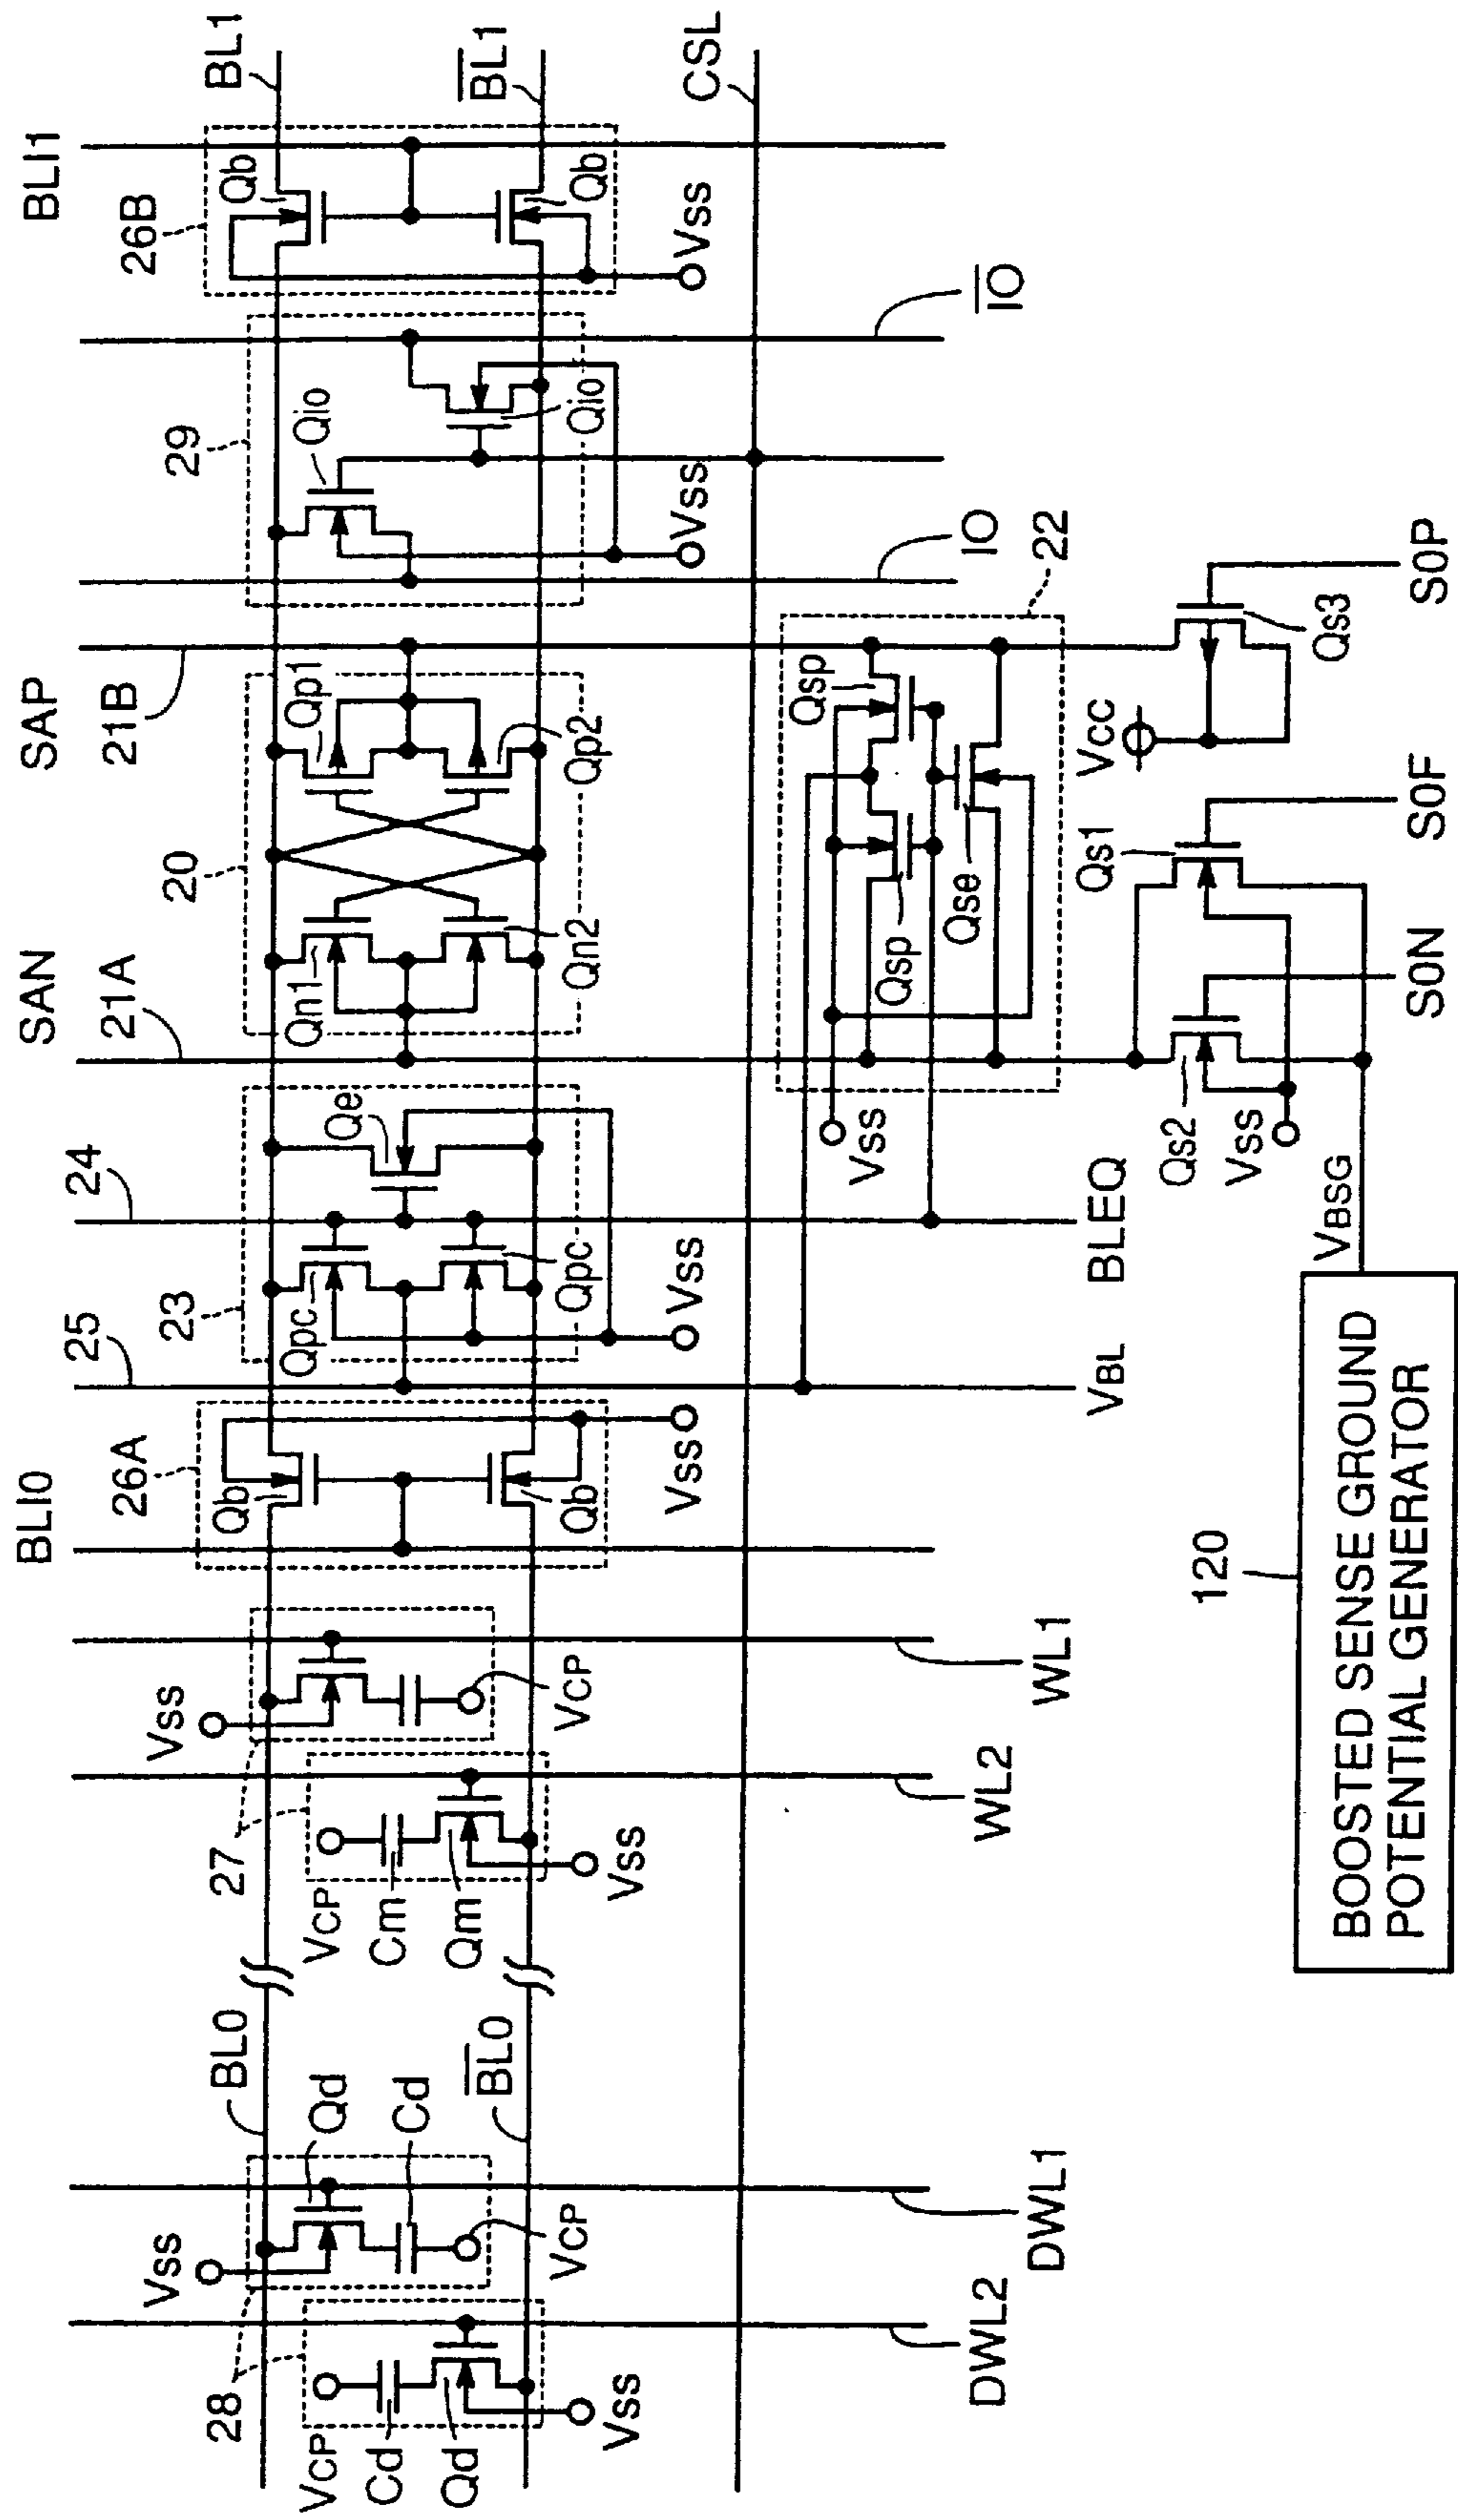 BLI0
SAN
SAP
BLI1
25
24
21A
21B
26A
23
20
29
26B
28
27
BL0
BL1
Vss
Vss
Qb
Qpc
Qe
Qn1
Qp1
Qio
Qb
VCP
Cd
Qd
Qd
Cd
VCP
Cm
Qm
BL0
Qb
Qpc
Qn2
Qp2
Qio
Qb
BL1
Vss
VCP
Vss
VCP
Vss
Vss
Vss
Vss
CSL
DWL2
DWL1
WL2
WL1
VBL
BLEQ
Vss
Qsp
Qse
Qsp
22
IO
IO
Qs2
Vss
Qs1
Vcc
Qs3
120
VBSG
SON
SOF
SOP
BOOSTED SENSE GROUND
POTENTIAL GENERATOR